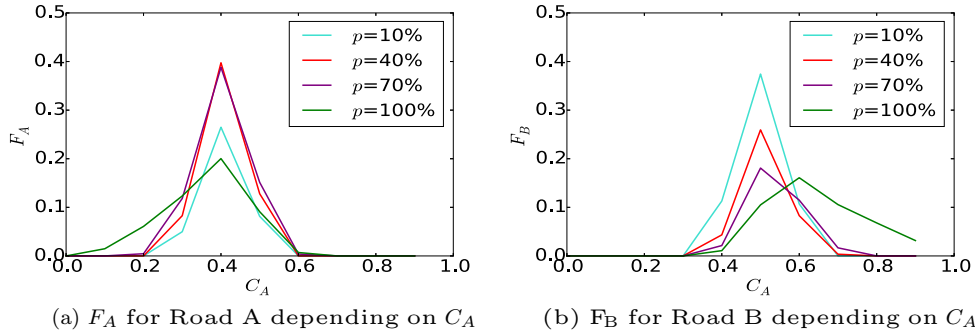 0.5
0.4
0.3
0.2
0.1
0.0
F_A
0.0 0.2 0.4 0.6 0.8 1.0
C_A
p=10%
p=40%
p=70%
p=100%
(a) F_A for Road A depending on C_A
0.5
0.4
0.3
0.2
0.1
0.0
F_B
0.0 0.2 0.4 0.6 0.8 1.0
C_A
p=10%
p=40%
p=70%
p=100%
(b) F_B for Road B depending on C_A